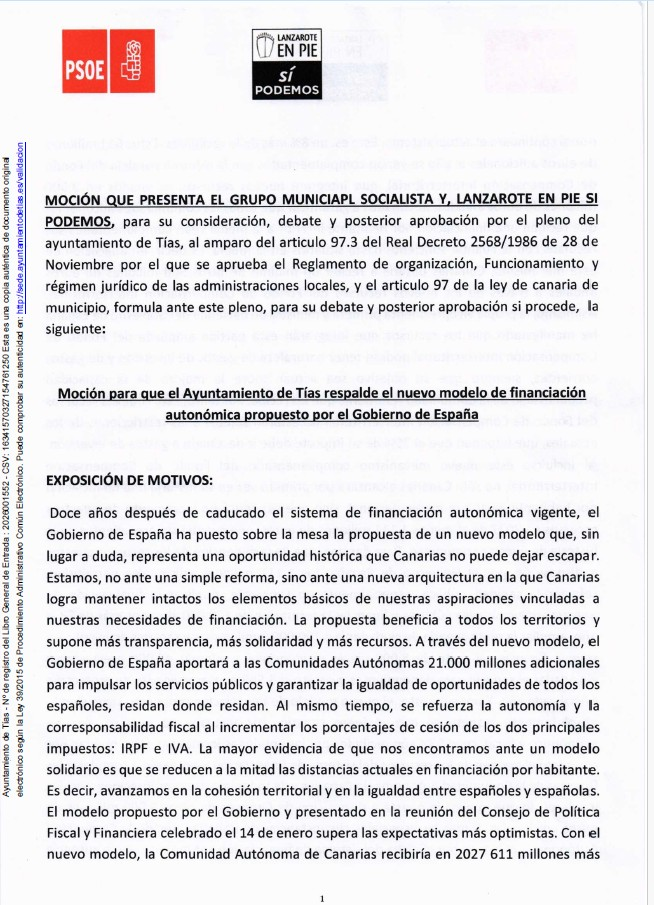 PSOE
LANZAROTE
EN PIE
sí
PODEMOS
MOCIÓN QUE PRESENTA EL GRUPO MUNICIAPL SOCIALISTA Y, LANZAROTE EN PIE SI
PODEMOS, para su consideración, debate y posterior aprobación por el pleno del
ayuntamiento de Tías, al amparo del articulo 97.3 del Real Decreto 2568/1986 de 28 de
Noviembre por el que se aprueba el Reglamento de organización, Funcionamiento y
régimen jurídico de las administraciones locales, y el articulo 97 de la ley de canaria de
municipio, formula ante este pleno, para su debate y posterior aprobación si procede, la
siguiente:
Moción para que el Ayuntamiento de Tías respalde el nuevo modelo de financiación
autonómica propuesto por el Gobierno de España
EXPOSICIÓN DE MOTIVOS:
Doce años después de caducado el sistema de financiación autonómica vigente, el
Gobierno de España ha puesto sobre la mesa la propuesta de un nuevo modelo que, sin
lugar a duda, representa una oportunidad histórica que Canarias no puede dejar escapar.
Estamos, no ante una simple reforma, sino ante una nueva arquitectura en la que Canarias
logra mantener intactos los elementos básicos de nuestras aspiraciones vinculadas a
nuestras necesidades de financiación. La propuesta beneficia a todos los territorios y
supone más transparencia, más solidaridad y más recursos. A través del nuevo modelo, el
Gobierno de España aportará a las Comunidades Autónomas 21.000 millones adicionales
para impulsar los servicios públicos y garantizar la igualdad de oportunidades de todos los
españoles, residan donde residan. Al mismo tiempo, se refuerza la autonomía y la
corresponsabilidad fiscal al incrementar los porcentajes de cesión de los dos principales
impuestos: IRPF e IVA. La mayor evidencia de que nos encontramos ante un modelo
solidario es que se reducen a la mitad las distancias actuales en financiación por habitante.
Es decir, avanzamos en la cohesión territorial y en la igualdad entre españoles y españolas.
El modelo propuesto por el Gobierno y presentado en la reunión del Consejo de Política
Fiscal y Financiera celebrado el 14 de enero supera las expectativas más optimistas. Con el
nuevo modelo, la Comunidad Autónoma de Canarias recibiría en 2027 611 millones más
1
Ayuntamiento de Tías - Nº de registro del Libro General de Entrada : 2026001552 - CSV: 16341570327154761250 Esta es una copia auténtica de documento original
electrónico según la Ley 39/2015 de Procedimiento Administrativo Común Electrónico. Puede comprobar su autenticidad en: http://sede.ayuntamientodetias.es/validacion